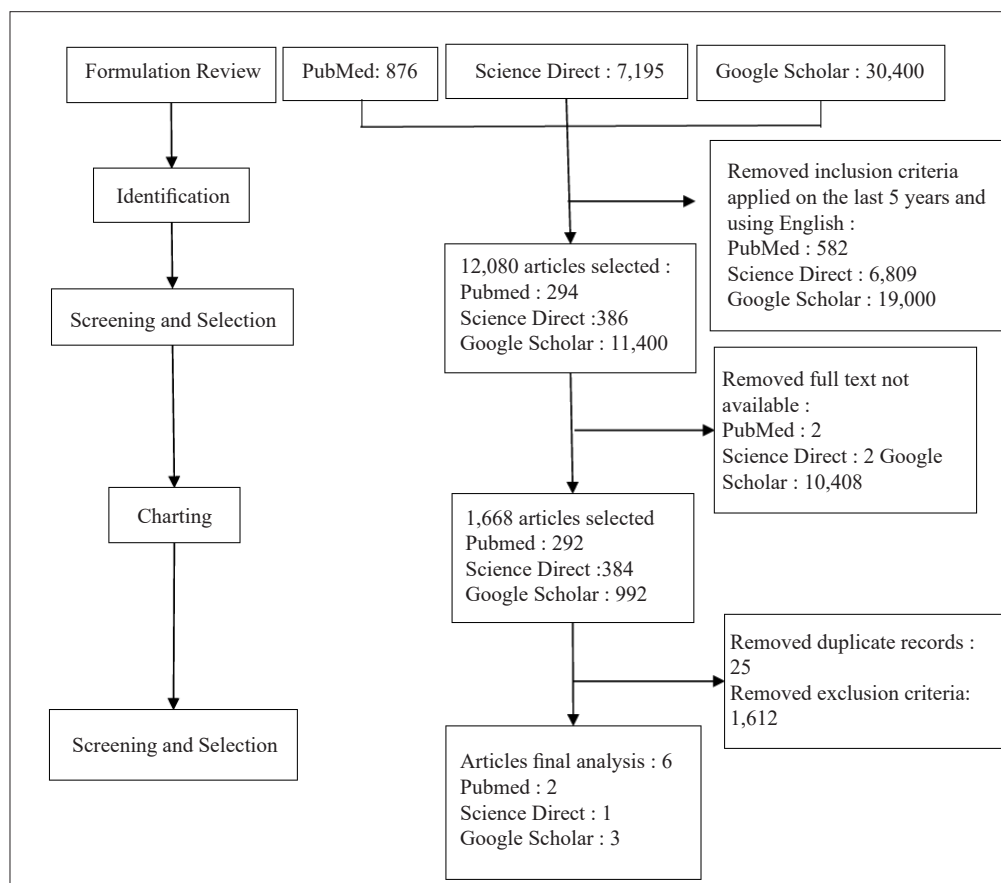 Formulation Review
PubMed: 876
Science Direct : 7,195
Google Scholar : 30,400
Identification
Removed inclusion criteria
applied on the last 5 years and
using English :
PubMed : 582
Science Direct : 6,809
Google Scholar : 19,000
12,080 articles selected :
Pubmed : 294
Science Direct :386
Google Scholar : 11,400
Screening and Selection
Removed full text not
available :
PubMed : 2
Science Direct : 2 Google
Scholar : 10,408
Charting
1,668 articles selected
Pubmed : 292
Science Direct :384
Google Scholar : 992
Removed duplicate records :
25
Removed exclusion criteria:
1,612
Screening and Selection
Articles final analysis : 6
Pubmed : 2
Science Direct : 1
Google Scholar : 3